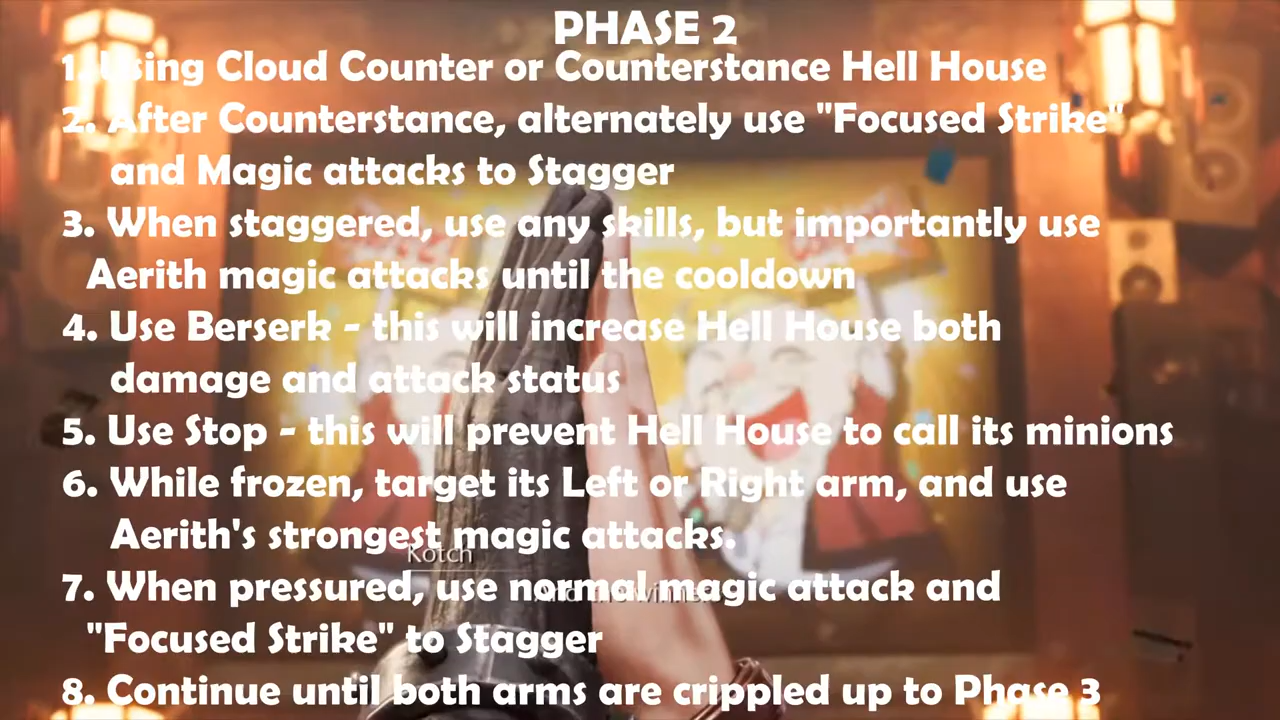 PHASE 2
1. Using Cloud Counter or Counterstance Hell House
2. After Counterstance, alternately use "Focused Strike"
and Magic attacks to Stagger
3. When staggered, use any skills, but importantly use
Aerith magic attacks until the cooldown
4. Use Berserk - this will increase Hell House both
damage and attack status
5. Use Stop - this will prevent Hell House to call its minions
6. While frozen, target its Left or Right arm, and use
Aerith's strongest magic attacks.
Kotch
7. When pressured, use normal magic attack and
"Focused Strike" to Stagger
8. Continue until both arms are crippled up to Phase 3